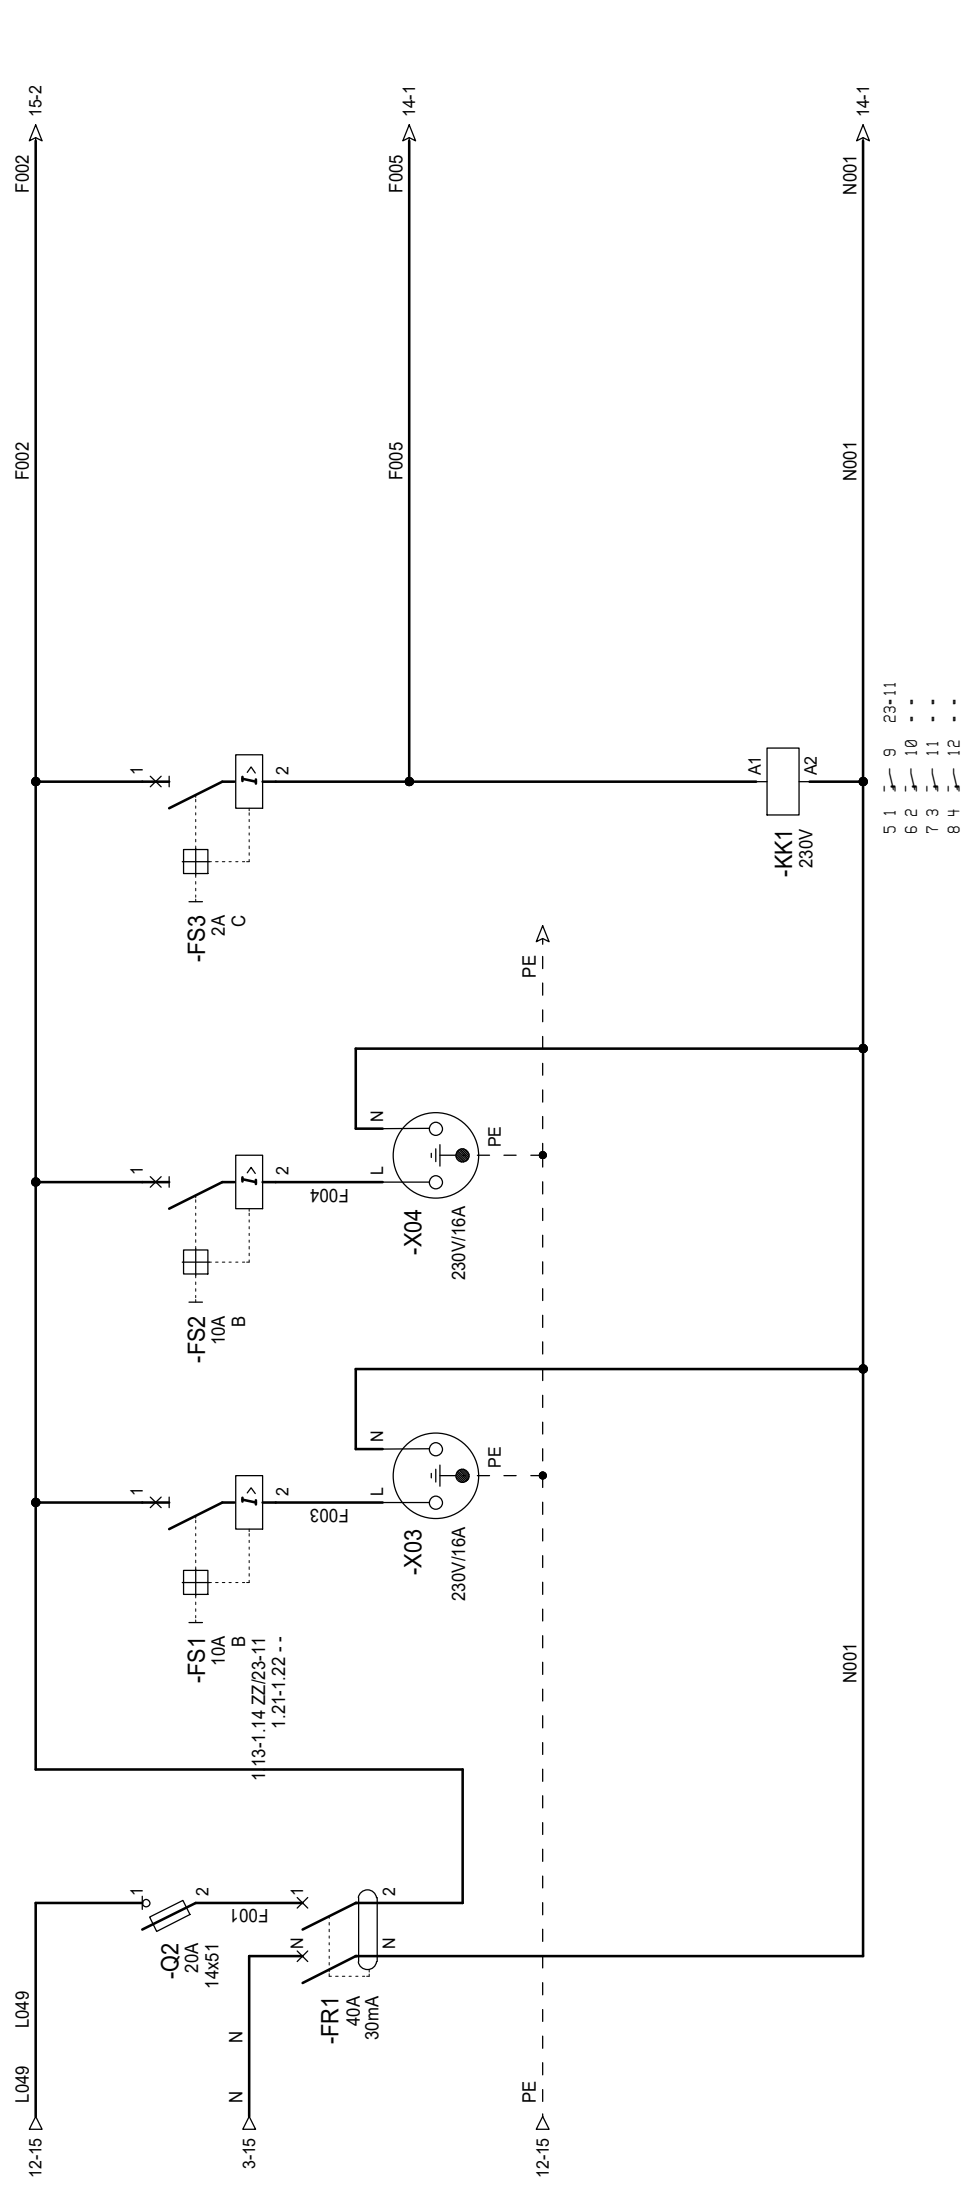 12-15
L049
L049
F002
F002
15-2
3-15
N
N
-Q2
20A
14x51
1
2
F001
-FR1
40A
30mA
N
1
N
2
-FS1
10A
B
1.13-1.14 ZZ/23-11
1.21-1.22 - -
1
2
F003
L
N
-X03
230V/16A
PE
-FS2
10A
B
1
2
F004
L
N
-X04
230V/16A
PE
-FS3
2A
C
1
2
F005
F005
14-1
12-15
PE
PE
-KK1
230V
A1
A2
N001
N001
N001
14-1
5 1 9 23-11
6 2 10 - -
7 3 11 - -
8 4 12 - -